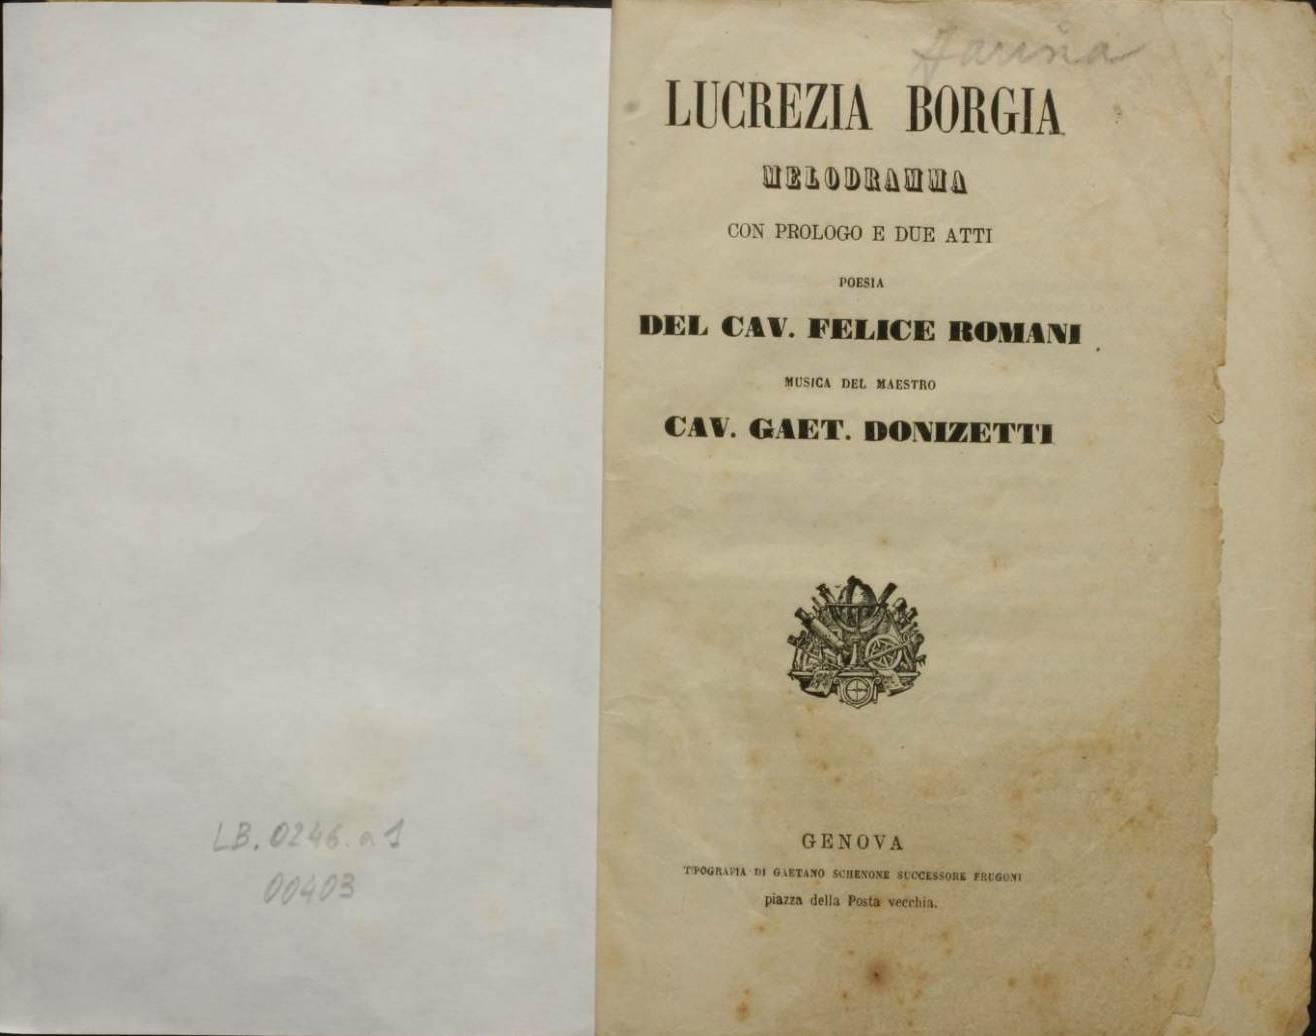 LB. 0246. a 1
00403
LUCREZIA BORGIA
MELODRAMMA
CON PROLOGO E DUE ATTI
POESIA
DEL CAV. FELICE ROMANI
MUSICA DEL MAESTRO
CAV. GAET. DONIZETTI
GENOVA
TIPOGRAFIA DI GAETANO SCHENONE SUCCESSORE FRUGONI
piazza della Posta vecchia.